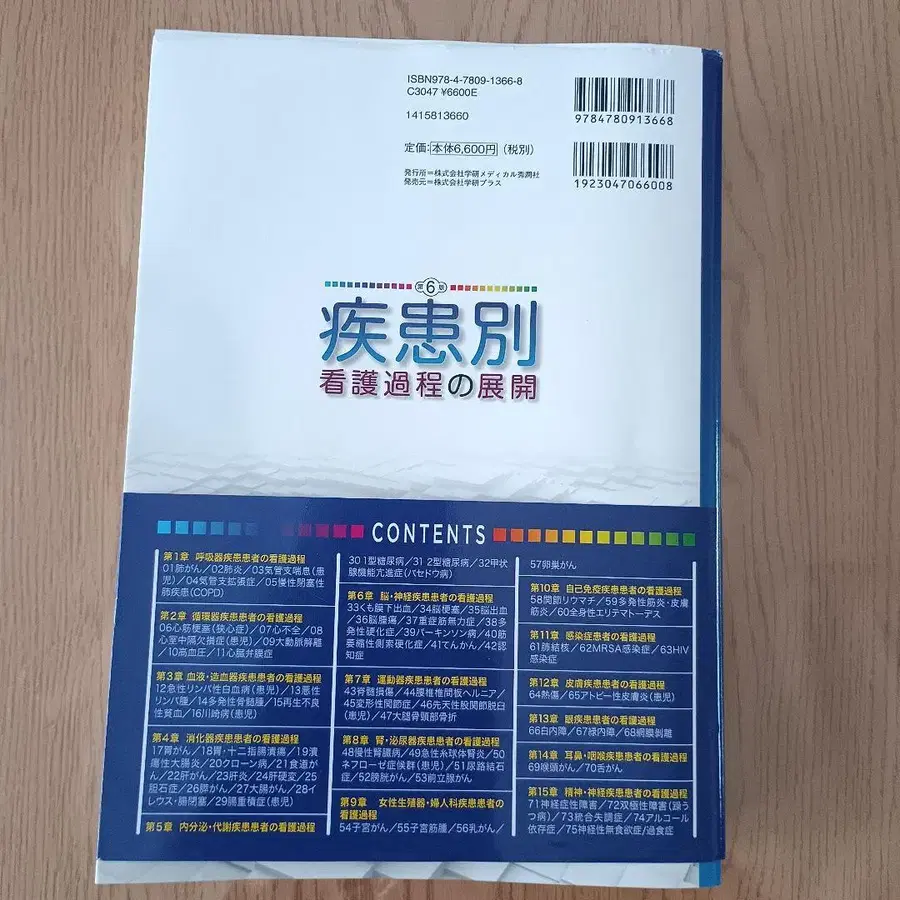 ISBN978-4-7809-1366-8
C3047 ¥6600E
1415813660
9784780913668
定価:本体6,600円(税別)
発行所=株式会社学研メディカル秀潤社
発売元=株式会社学研プラス
1923047066008
第6版
疾患別
看護過程の展開
CONTENTS
第1章 呼吸器疾患患者の看護過程
01肺がん/02肺炎/03気管支喘息(患
児)/04気管支拡張症/05慢性閉塞性
肺疾患(COPD)
第2章 循環器疾患患者の看護過程
06心筋梗塞(狭心症)/07心不全/08
心室中隔欠損症(患児)/09大動脈解離
/10高血圧/11心臓弁膜症
第3章 血液・造血器疾患患者の看護過程
12急性リンパ性白血病(患児)/13悪性
リンパ腫/14多発性骨髄腫/15再生不良
性貧血/16川崎病(患児)
第4章 消化器疾患患者の看護過程
17胃がん/18胃・十二指腸潰瘍/19潰
瘍性大腸炎/20クローン病/21食道が
ん/22肝がん/23肝炎/24肝硬変/25
胆石症/26膵がん/27大腸がん/28イ
レウス・腸閉塞/29腸重積症(患児)
第5章 内分泌・代謝疾患患者の看護過程
30 1型糖尿病/31 2型糖尿病/32甲状
腺機能亢進症(バセドウ病)
第6章 脳・神経疾患患者の看護過程
33くも膜下出血/34脳梗塞/35脳出血
/36脳腫瘍/37重症筋無力症/38多
発性硬化症/39パーキンソン病/40筋
萎縮性側索硬化症/41てんかん/42認
知症
第7章 運動器疾患患者の看護過程
43脊髄損傷/44腰椎椎間板ヘルニア/
45変形性関節症/46先天性股関節脱臼
(患児)/47大腿骨頸部骨折
第8章 腎・泌尿器疾患患者の看護過程
48慢性腎臓病/49急性糸球体腎炎/50
ネフローゼ症候群(患児)/51尿路結石
症/52膀胱がん/53前立腺がん
第9章 女性生殖器・婦人科疾患患者の
看護過程
54子宮がん/55子宮筋腫/56乳がん/
57卵巣がん
第10章 自己免疫疾患患者の看護過程
58関節リウマチ/59多発性筋炎・皮膚
筋炎/60全身性エリテマトーデス
第11章 感染症患者の看護過程
61肺結核/62MRSA感染症/63HIV
感染症
第12章 皮膚疾患患者の看護過程
64熱傷/65アトピー性皮膚炎(患児)
第13章 眼疾患患者の看護過程
66白内障/67緑内障/68網膜剥離
第14章 耳鼻・咽喉疾患患者の看護過程
69喉頭がん/70舌がん
第15章 精神・神経疾患患者の看護過程
71神経症性障害/72双極性障害(躁う
つ病)/73統合失調症/74アルコール
依存症/75神経性無食欲症/過食症